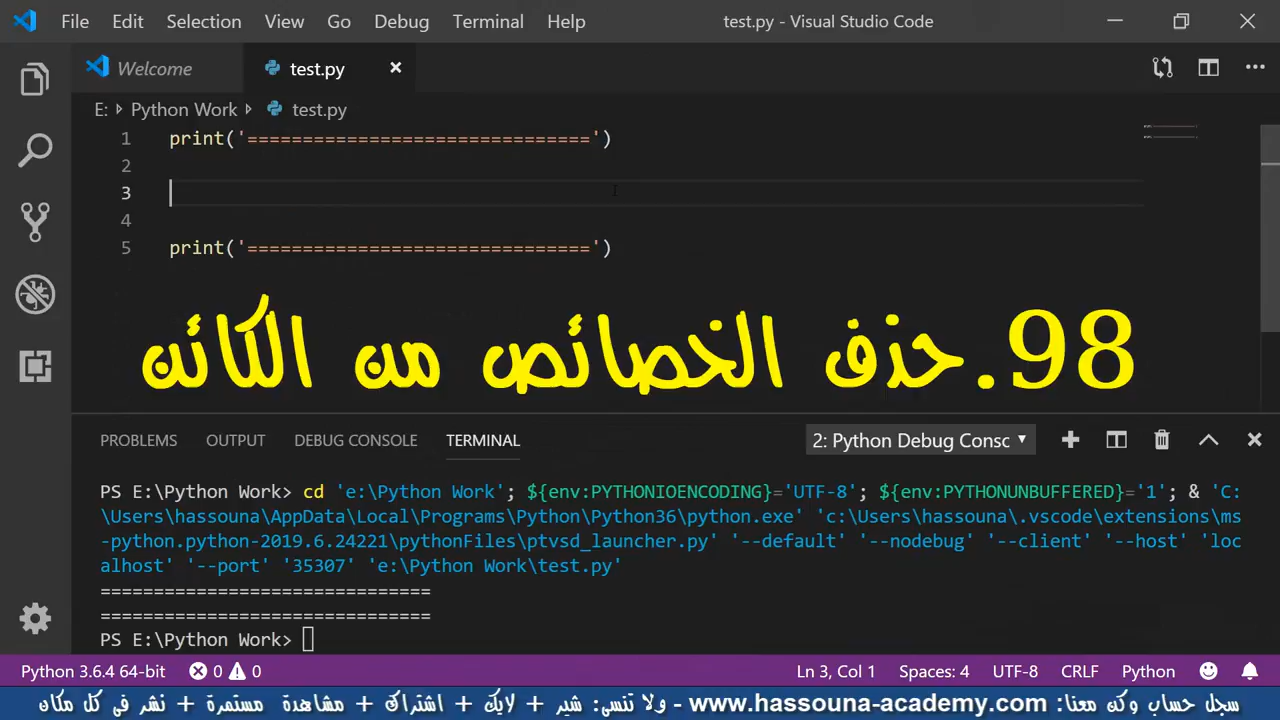 File Edit Selection View Go Debug Terminal Help test.py - Visual Studio Code
Welcome test.py
E: Python Work test.py
1 print('==============================')
2
3
4
5 print('==============================')
98.حذف الخصائص من الكائن
PROBLEMS OUTPUT DEBUG CONSOLE TERMINAL 2: Python Debug Consc
PS E:\Python Work> cd 'e:\Python Work'; ${env:PYTHONIOENCODING}='UTF-8'; ${env:PYTHONUNBUFFERED}='1'; & 'C:
\Users\hassouna\AppData\Local\Programs\Python\Python36\python.exe' 'c:\Users\hassouna\.vscode\extensions\ms
-python.python-2019.6.24221\pythonFiles\ptvsd_launcher.py' '--default' '--nodebug' '--client' '--host' 'loc
alhost' '--port' '35307' 'e:\Python Work\test.py'
==============================
==============================
PS E:\Python Work>
Python 3.6.4 64-bit 0 0 Ln 3, Col 1 Spaces: 4 UTF-8 CRLF Python
سجل حساب وكن معنا: www.hassouna-academy.com - ولا تنسى: شير + لايك + اشتراك + مشاهدة مستمرة + نشر في كل مكان